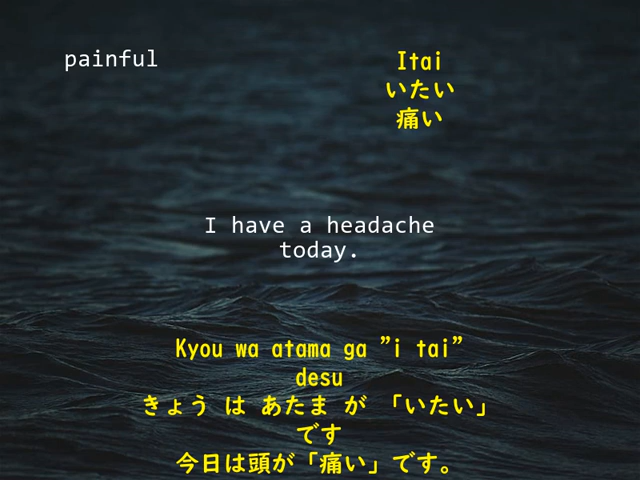 painful
Itai
いたい
痛い
I have a headache
today.
Kyou wa atama ga ”i tai”
desu
きょう は あたま が 「いたい」
です
今日は頭が「痛い」です。